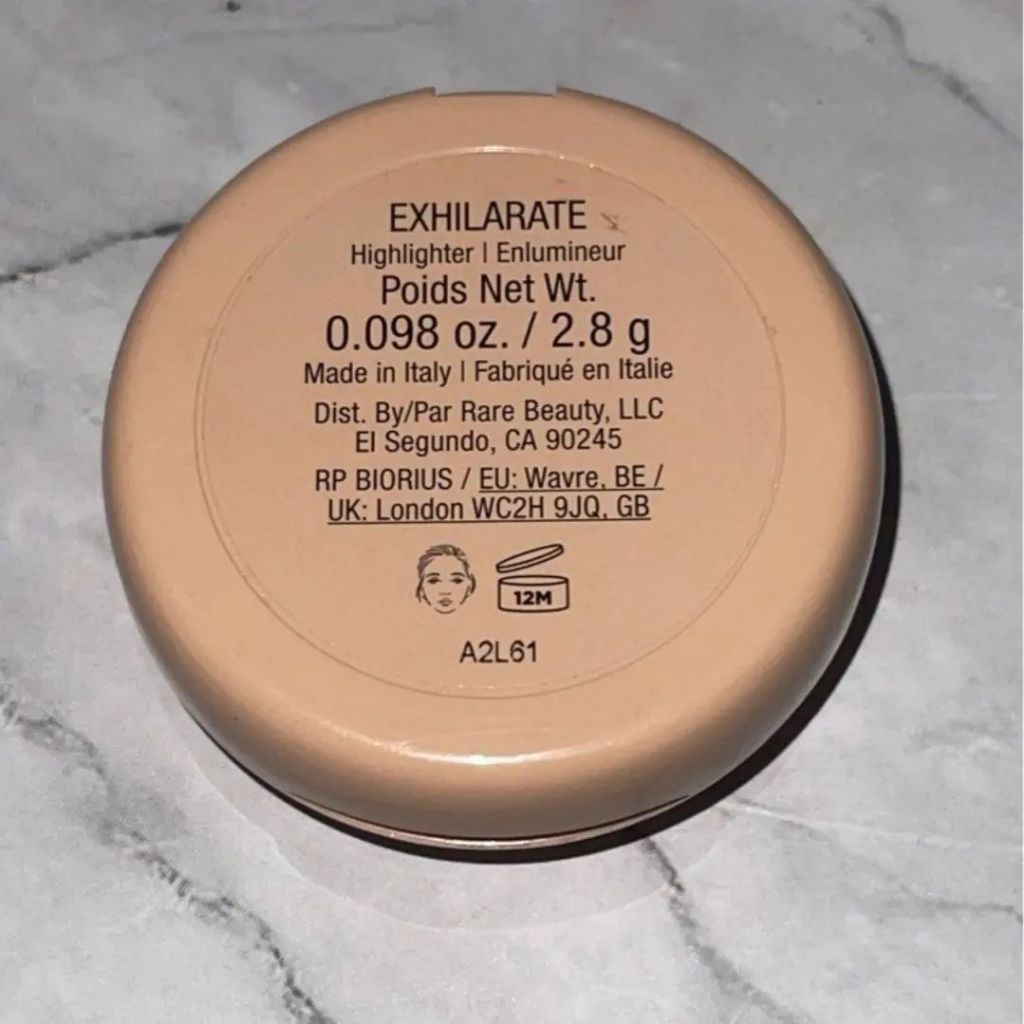 EXHILARATE
Highlighter | Enlumineur
Poids Net Wt.
0.098 oz. / 2.8 g
Made in Italy | Fabriqué en Italie
Dist. By/Par Rare Beauty, LLC
El Segundo, CA 90245
RP BIORIUS / EU: Wavre, BE /
UK: London WC2H 9JQ, GB
12M
A2L61